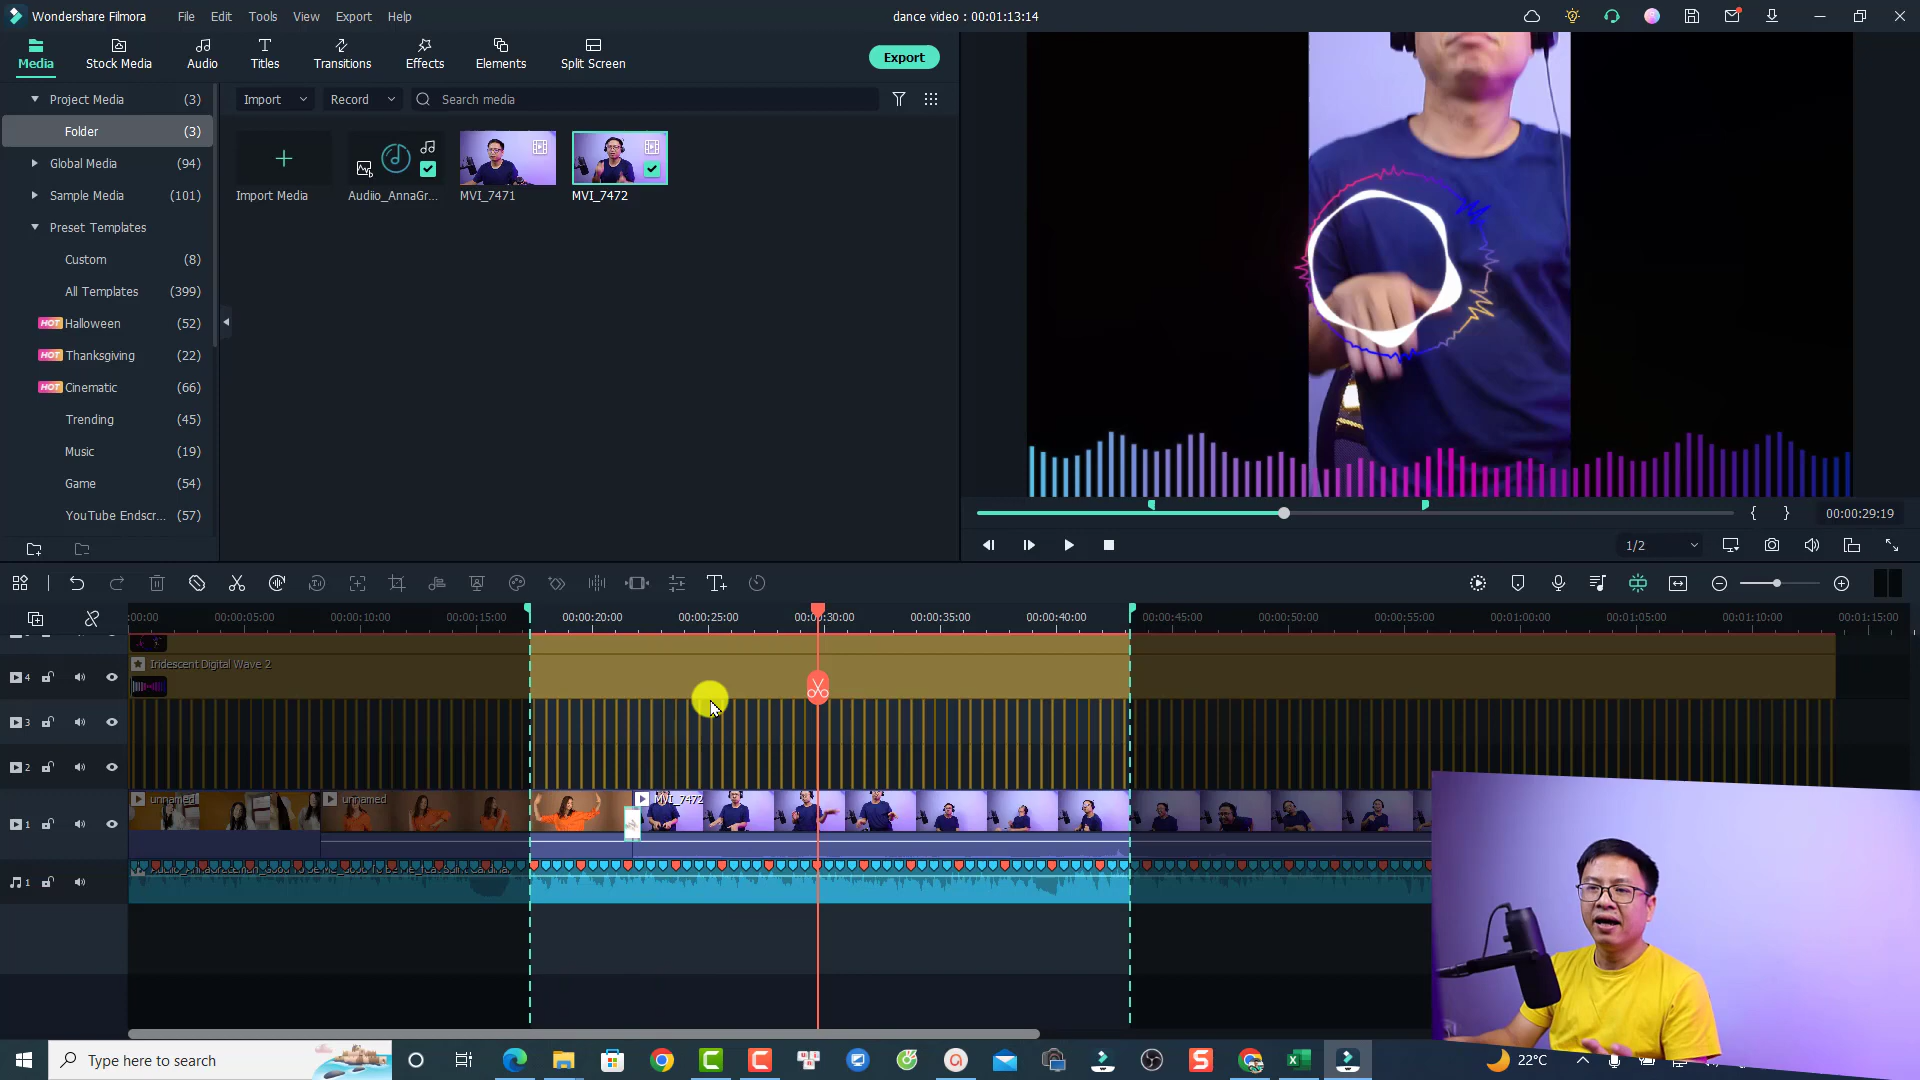 Wondershare Filmora File Edit Tools View Export Help dance video : 00:01:13:14
Media Stock Media Audio Titles Transitions Effects Elements Split Screen Export
Project Media (3)
Folder (3)
Global Media (94)
Sample Media (101)
Preset Templates
Custom (8)
All Templates (399)
HOT Halloween (52)
HOT Thanksgiving (22)
HOT Cinematic (66)
Trending (45)
Music (19)
Game (54)
YouTube Endscr... (57)
Import Record Search media
Import Media Audiio_AnnaGr... MVI_7471 MVI_7472
{ } 00:00:29:19
1/2
:00:00 00:00:05:00 00:00:10:00 00:00:15:00 00:00:20:00 00:00:25:00 00:00:30:00 00:00:35:00 00:00:40:00 00:00:45:00 00:00:50:00 00:00:55:00 00:01:00:00 00:01:05:00 00:01:10:00 00:01:15:00
4 Iridescent Digital Wave 2
3
2
unnamed unnamed MVI_7472
1
1
Type here to search
22°C